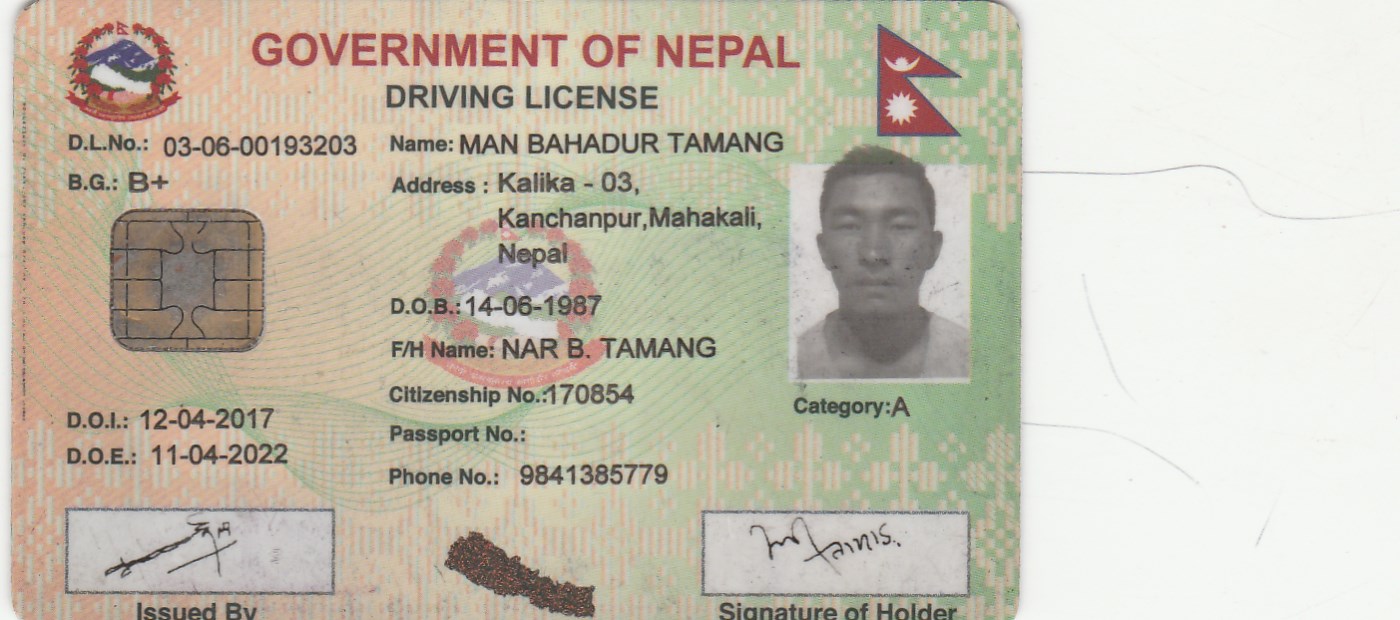 GOVERNMENT OF NEPAL
DRIVING LICENSE
D.L.No.: 03-06-00193203
Name: MAN BAHADUR TAMANG
B.G.: B+
Address : Kalika - 03,
Kanchanpur,Mahakali,
Nepal
D.O.B.: 14-06-1987
F/H Name: NAR B. TAMANG
Citizenship No.:170854
Category:A
D.O.I.: 12-04-2017
Passport No.:
D.O.E.: 11-04-2022
Phone No.: 9841385779
Issued By
Signature of Holder